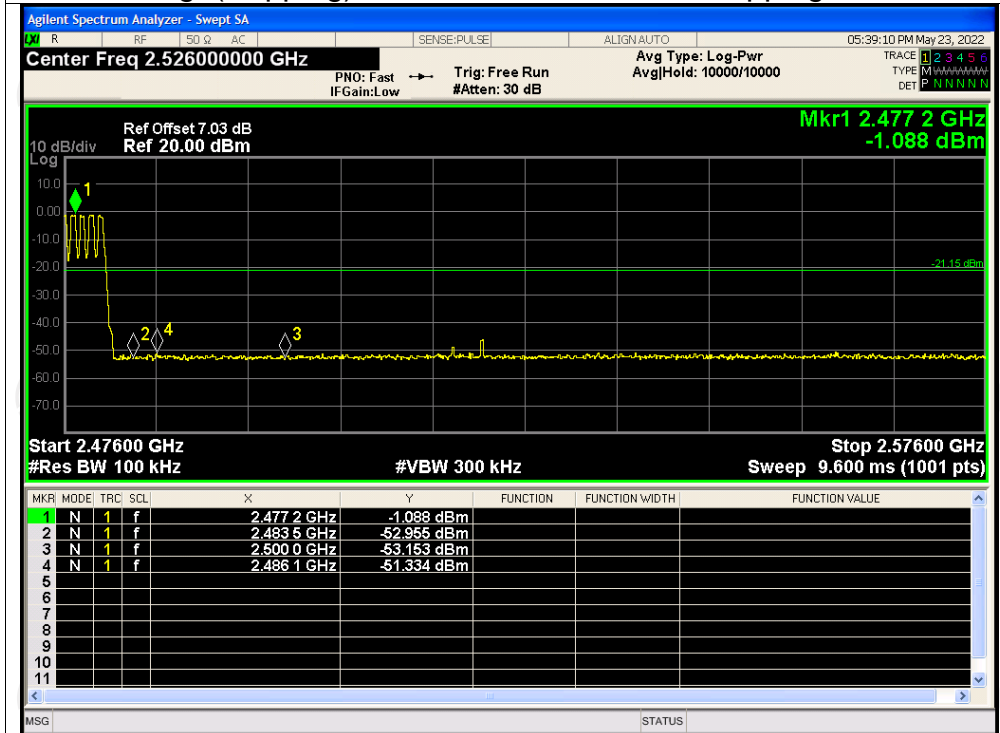 Agilent Spectrum Analyzer - Swept SA
LXI R RF 50 Ω AC SENSE:PULSE ALIGN AUTO 05:39:10 PM May 23, 2022
Center Freq 2.526000000 GHz
PNO: Fast
IFGain:Low
Trig: Free Run
#Atten: 30 dB
Avg Type: Log-Pwr
Avg|Hold: 10000/10000
TRACE 1 2 3 4 5 6
TYPE M
DET P N N N N N
Mkr1 2.477 2 GHz
-1.088 dBm
Ref Offset 7.03 dB
10 dB/div Ref 20.00 dBm
Log
10.0
0.00
-10.0
-20.0
-30.0
-40.0
-50.0
-60.0
-70.0
1
-21.15 dBm
2 4 3
Start 2.47600 GHz Stop 2.57600 GHz
#Res BW 100 kHz #VBW 300 kHz Sweep 9.600 ms (1001 pts)
MKR MODE TRC SCL X Y FUNCTION FUNCTION WIDTH FUNCTION VALUE
1 N 1 f 2.477 2 GHz -1.088 dBm
2 N 1 f 2.483 5 GHz -52.955 dBm
3 N 1 f 2.500 0 GHz -53.153 dBm
4 N 1 f 2.486 1 GHz -51.334 dBm
5
6
7
8
9
10
11
MSG STATUS